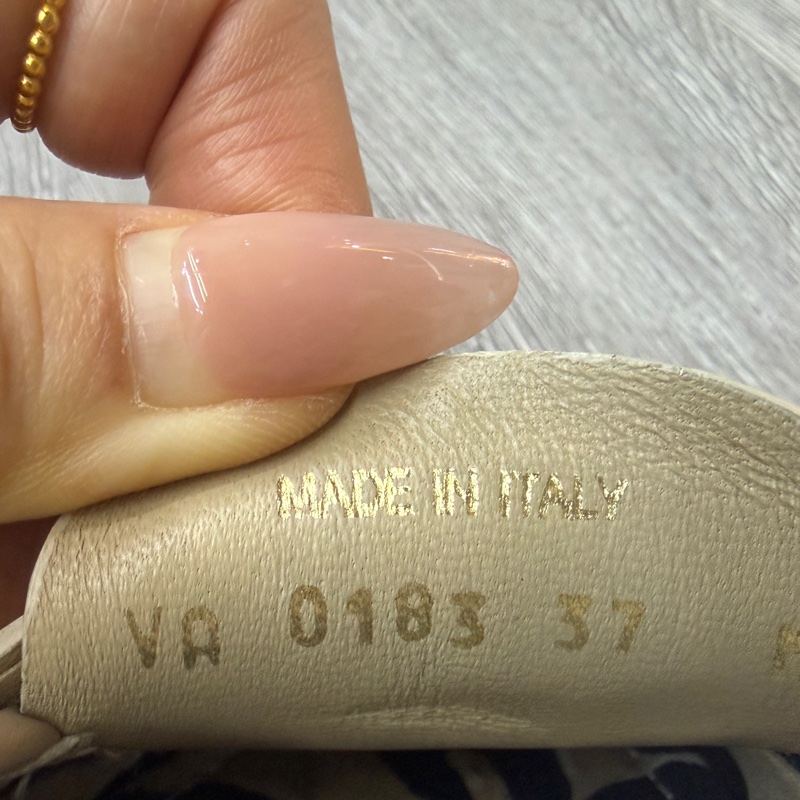 MADE IN ITALY
VA 0183 37